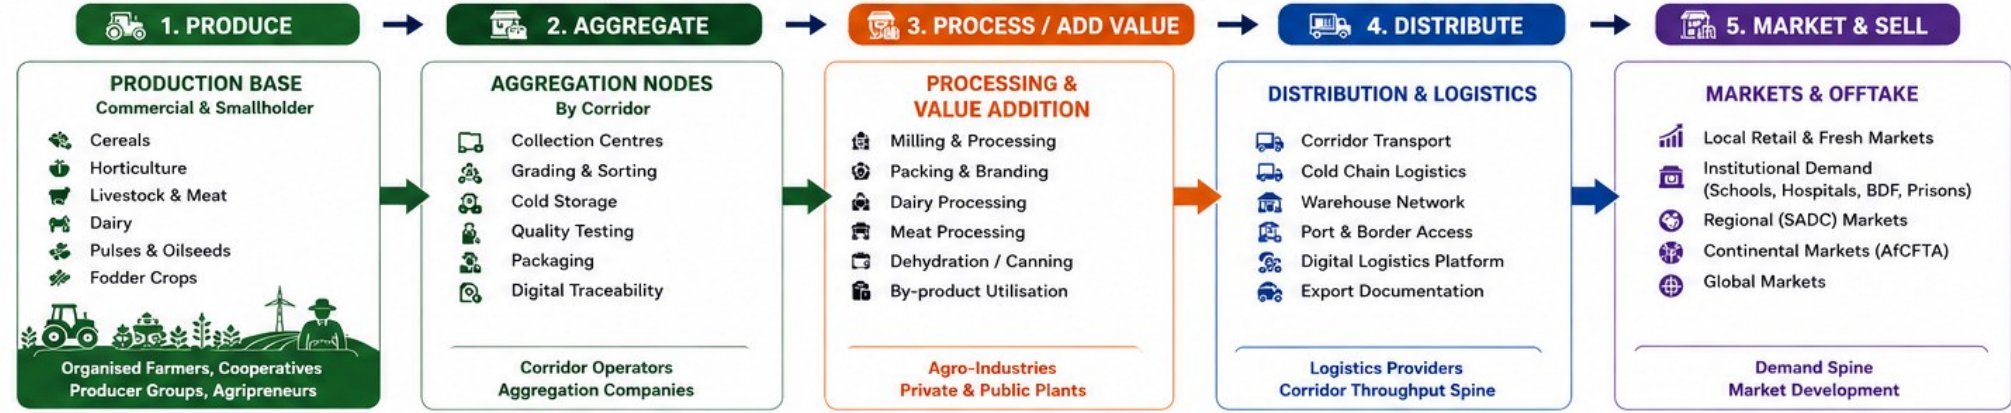 1. PRODUCE
2. AGGREGATE
3. PROCESS / ADD VALUE
4. DISTRIBUTE
5. MARKET & SELL
PRODUCTION BASE
Commercial & Smallholder
Cereals
Horticulture
Livestock & Meat
Dairy
Pulses & Oilseeds
Fodder Crops
Organised Farmers, Cooperatives
Producer Groups, Agripreneurs
AGGREGATION NODES
By Corridor
Collection Centres
Grading & Sorting
Cold Storage
Quality Testing
Packaging
Digital Traceability
Corridor Operators
Aggregation Companies
PROCESSING &
VALUE ADDITION
Milling & Processing
Packing & Branding
Dairy Processing
Meat Processing
Dehydration / Canning
By-product Utilisation
Agro-Industries
Private & Public Plants
DISTRIBUTION & LOGISTICS
Corridor Transport
Cold Chain Logistics
Warehouse Network
Port & Border Access
Digital Logistics Platform
Export Documentation
Logistics Providers
Corridor Throughput Spine
MARKETS & OFFTAKE
Local Retail & Fresh Markets
Institutional Demand
(Schools, Hospitals, BDF, Prisons)
Regional (SADC) Markets
Continental Markets (AfCFTA)
Global Markets
Demand Spine
Market Development